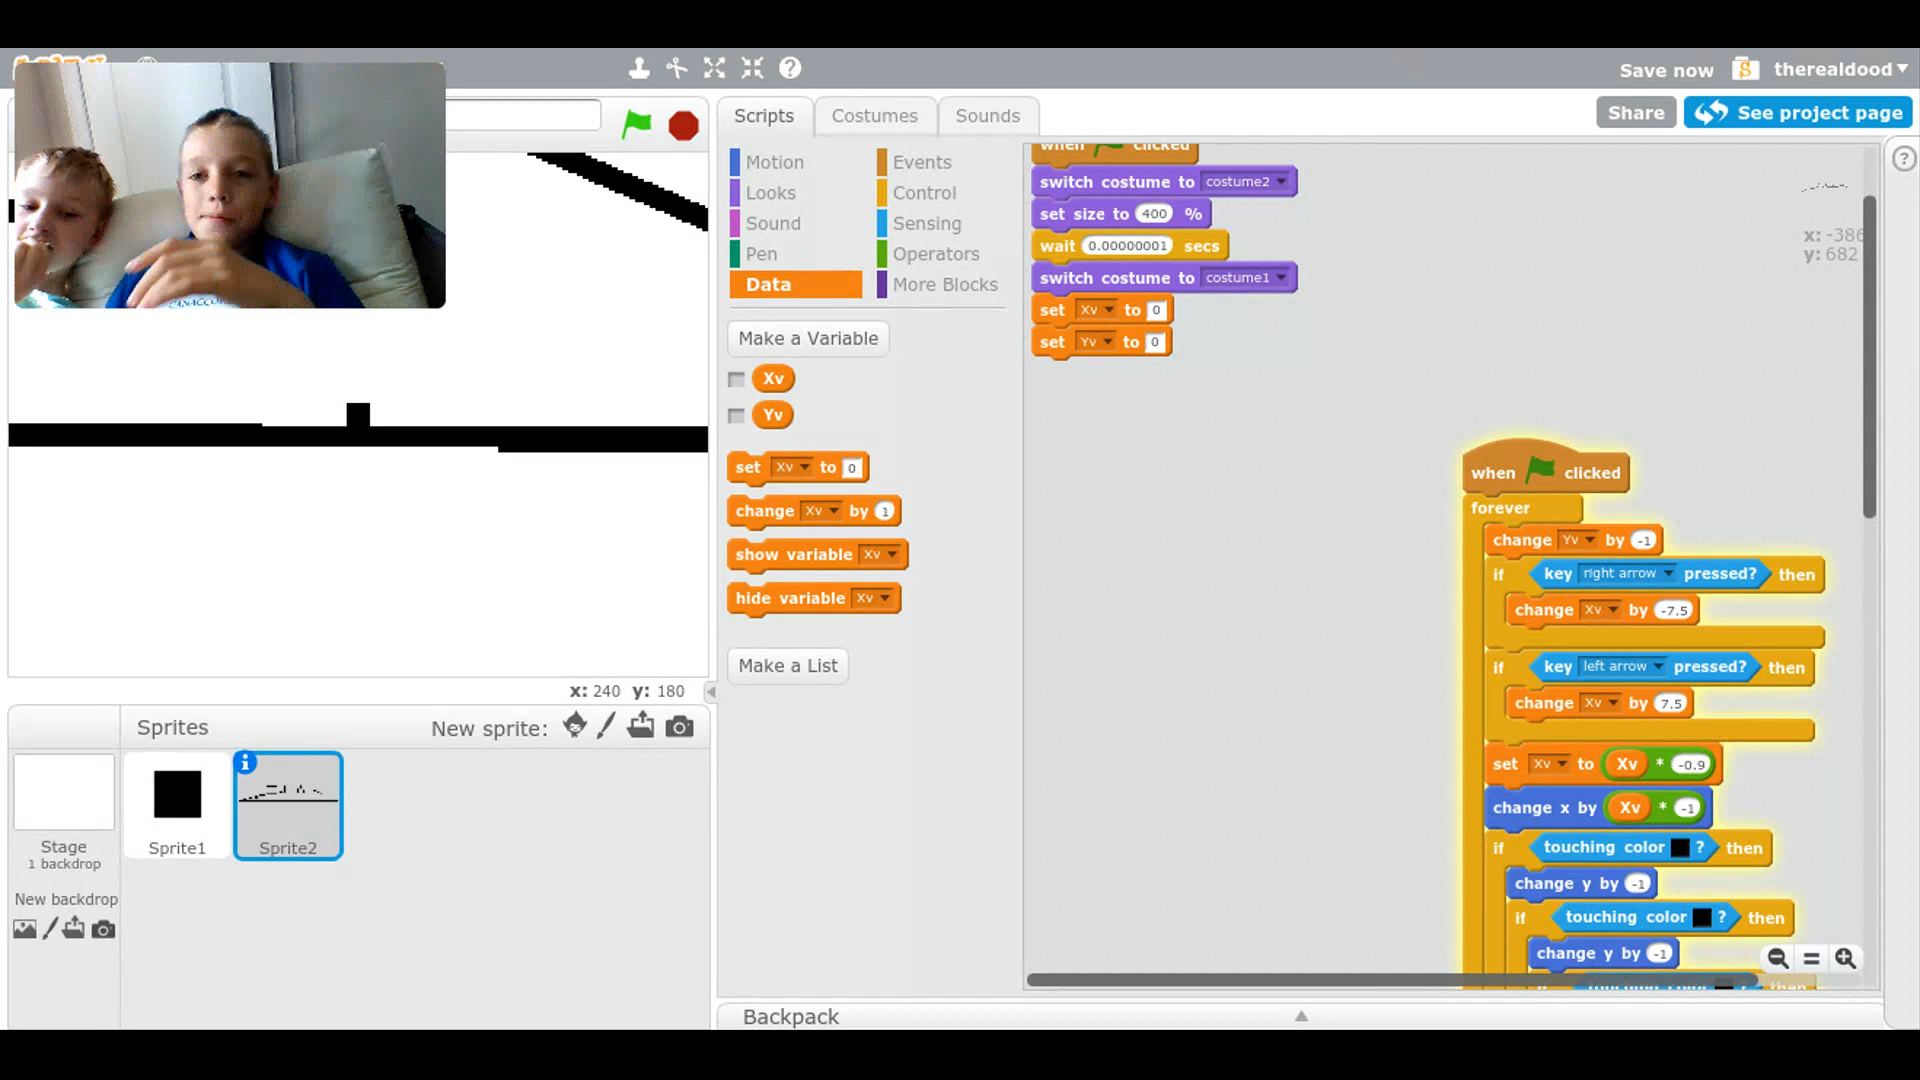 Save now
therealdood
Share
See project page
Scripts
Costumes
Sounds
Motion
Events
Looks
Control
Sound
Sensing
Pen
Operators
Data
More Blocks
Make a Variable
Xv
Yv
set Xv to 0
change Xv by 1
show variable Xv
hide variable Xv
Make a List
when clicked
switch costume to costume2
set size to 400 %
wait 0.00000001 secs
switch costume to costume1
set Xv to 0
set Yv to 0
x: -386
y: 682
when clicked
forever
change Yv by -1
if key right arrow pressed? then
change Xv by -7.5
if key left arrow pressed? then
change Xv by 7.5
set Xv to Xv * -0.9
change x by Xv * -1
if touching color ? then
change y by -1
if touching color ? then
change y by -1
CANACCOR
x: 240 y: 180
Sprites
New sprite:
Stage
1 backdrop
New backdrop
Sprite1
Sprite2
Backpack